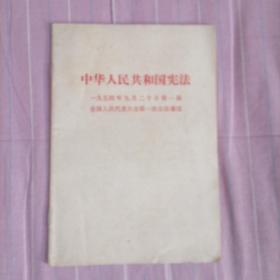 中华人民共和国宪法
一九五四年九月二十日第一届
全国人民代表大会第一次会议通过